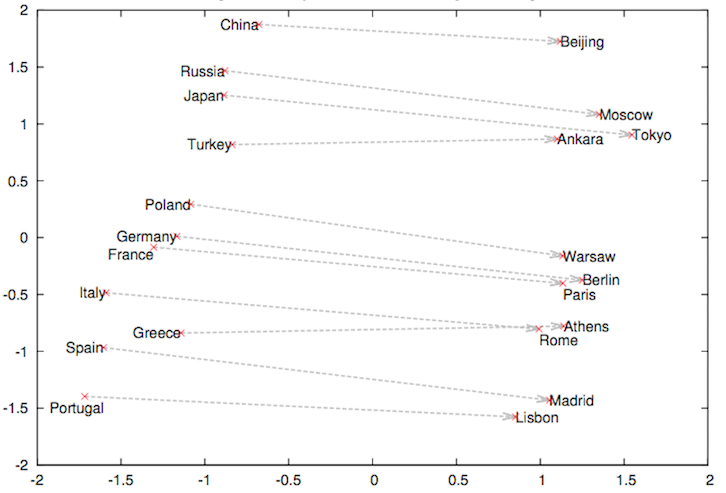 2
China
Beijing
1.5
Russia
Japan
Moscow
1
Tokyo
Turkey
Ankara
0.5
Poland
0
Germany
France
Warsaw
Berlin
-0.5
Italy
Paris
Greece
Athens
Rome
-1
Spain
Madrid
-1.5
Portugal
Lisbon
-2
-2 -1.5 -1 -0.5 0 0.5 1 1.5 2